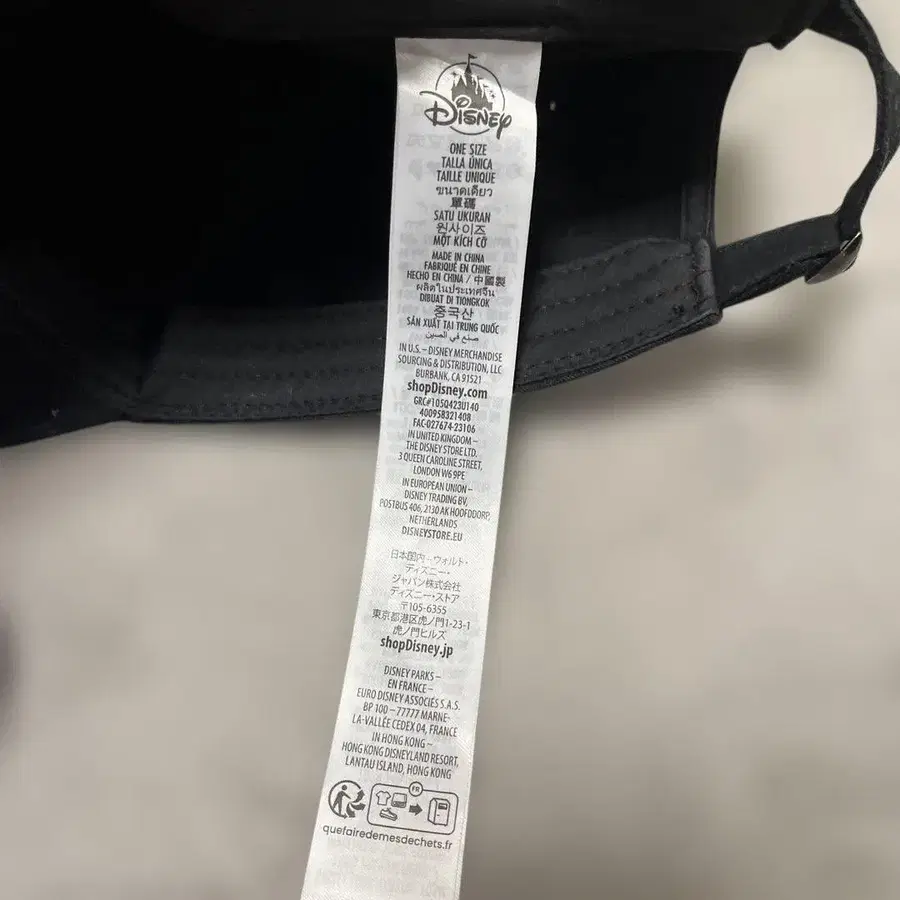 Disney
ONE SIZE
TALLA ÚNICA
TAILLE UNIQUE
ขนาดเดียว
單碼
SATU UKURAN
원사이즈
MỘT KÍCH CỠ
MADE IN CHINA
FABRIQUÉ EN CHINE
HECHO EN CHINA / 中國製
ผลิตในประเทศจีน
DIBUAT DI TIONGKOK
중국산
SẢN XUẤT TẠI TRUNG QUỐC
صنع في الصين
IN U.S. – DISNEY MERCHANDISE
SOURCING & DISTRIBUTION, LLC
BURBANK, CA 91521
shopDisney.com
GRC#105Q423U140
400958321408
FAC-027674-23106
IN UNITED KINGDOM –
THE DISNEY STORE LTD.
3 QUEEN CAROLINE STREET,
LONDON W6 9PE
IN EUROPEAN UNION –
DISNEY TRADING BV,
POSTBUS 406, 2130 AK HOOFDDORP,
NETHERLANDS
DISNEYSTORE.EU
日本国内 – ウォルト・
ディズニー・
ジャパン株式会社
ディズニー・ストア
〒105-6355
東京都港区虎ノ門1-23-1
虎ノ門ヒルズ
shopDisney.jp
DISNEY PARKS –
EN FRANCE –
EURO DISNEY ASSOCIÉS S.A.S.
BP 100 – 77777 MARNE-
LA-VALLÉE CEDEX 04, FRANCE
IN HONG KONG –
HONG KONG DISNEYLAND RESORT,
LANTAU ISLAND, HONG KONG
FR
quefairedemesdechets.fr